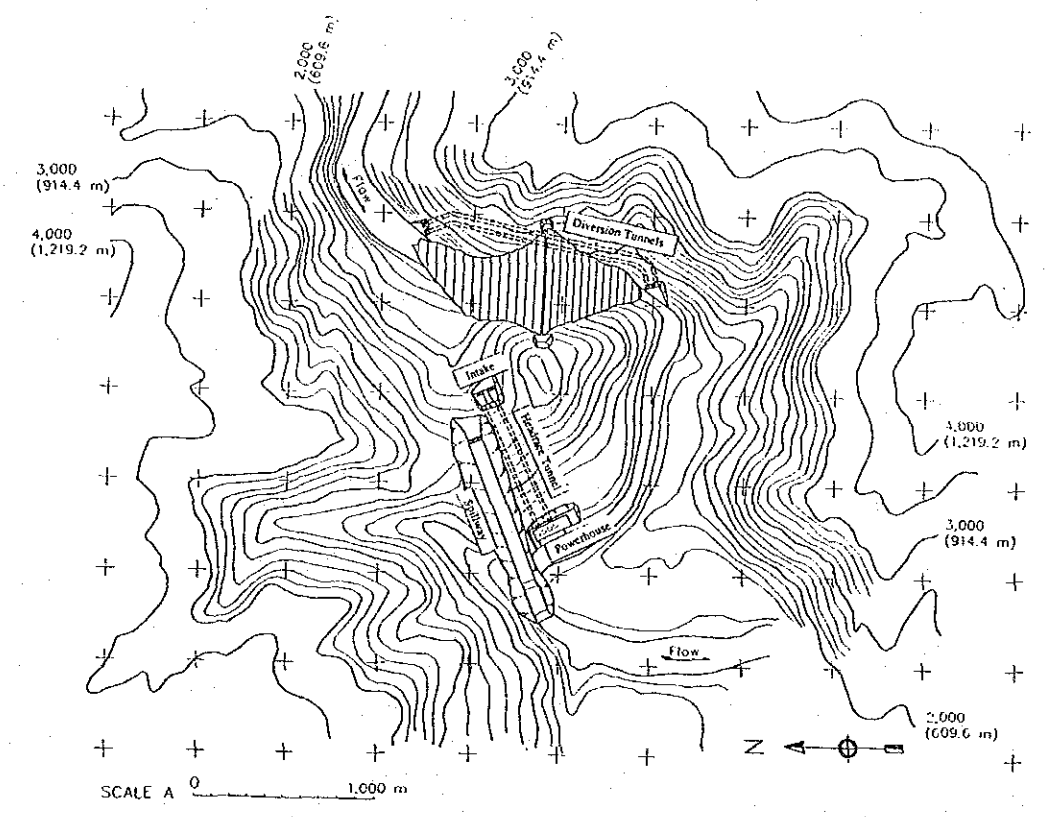 2,000
(609.6 m)
3,000
(914.4 m)
3,000
(914.4 m)
4,000
(1,219.2 m)
Flow
Diversion Tunnels
Intake
Headrace Tunnel
Spillway
Powerhouse
4,000
(1,219.2 m)
3,000
(914.4 m)
Flow
2,000
(609.6 m)
N
SCALE A 0 1,000 m